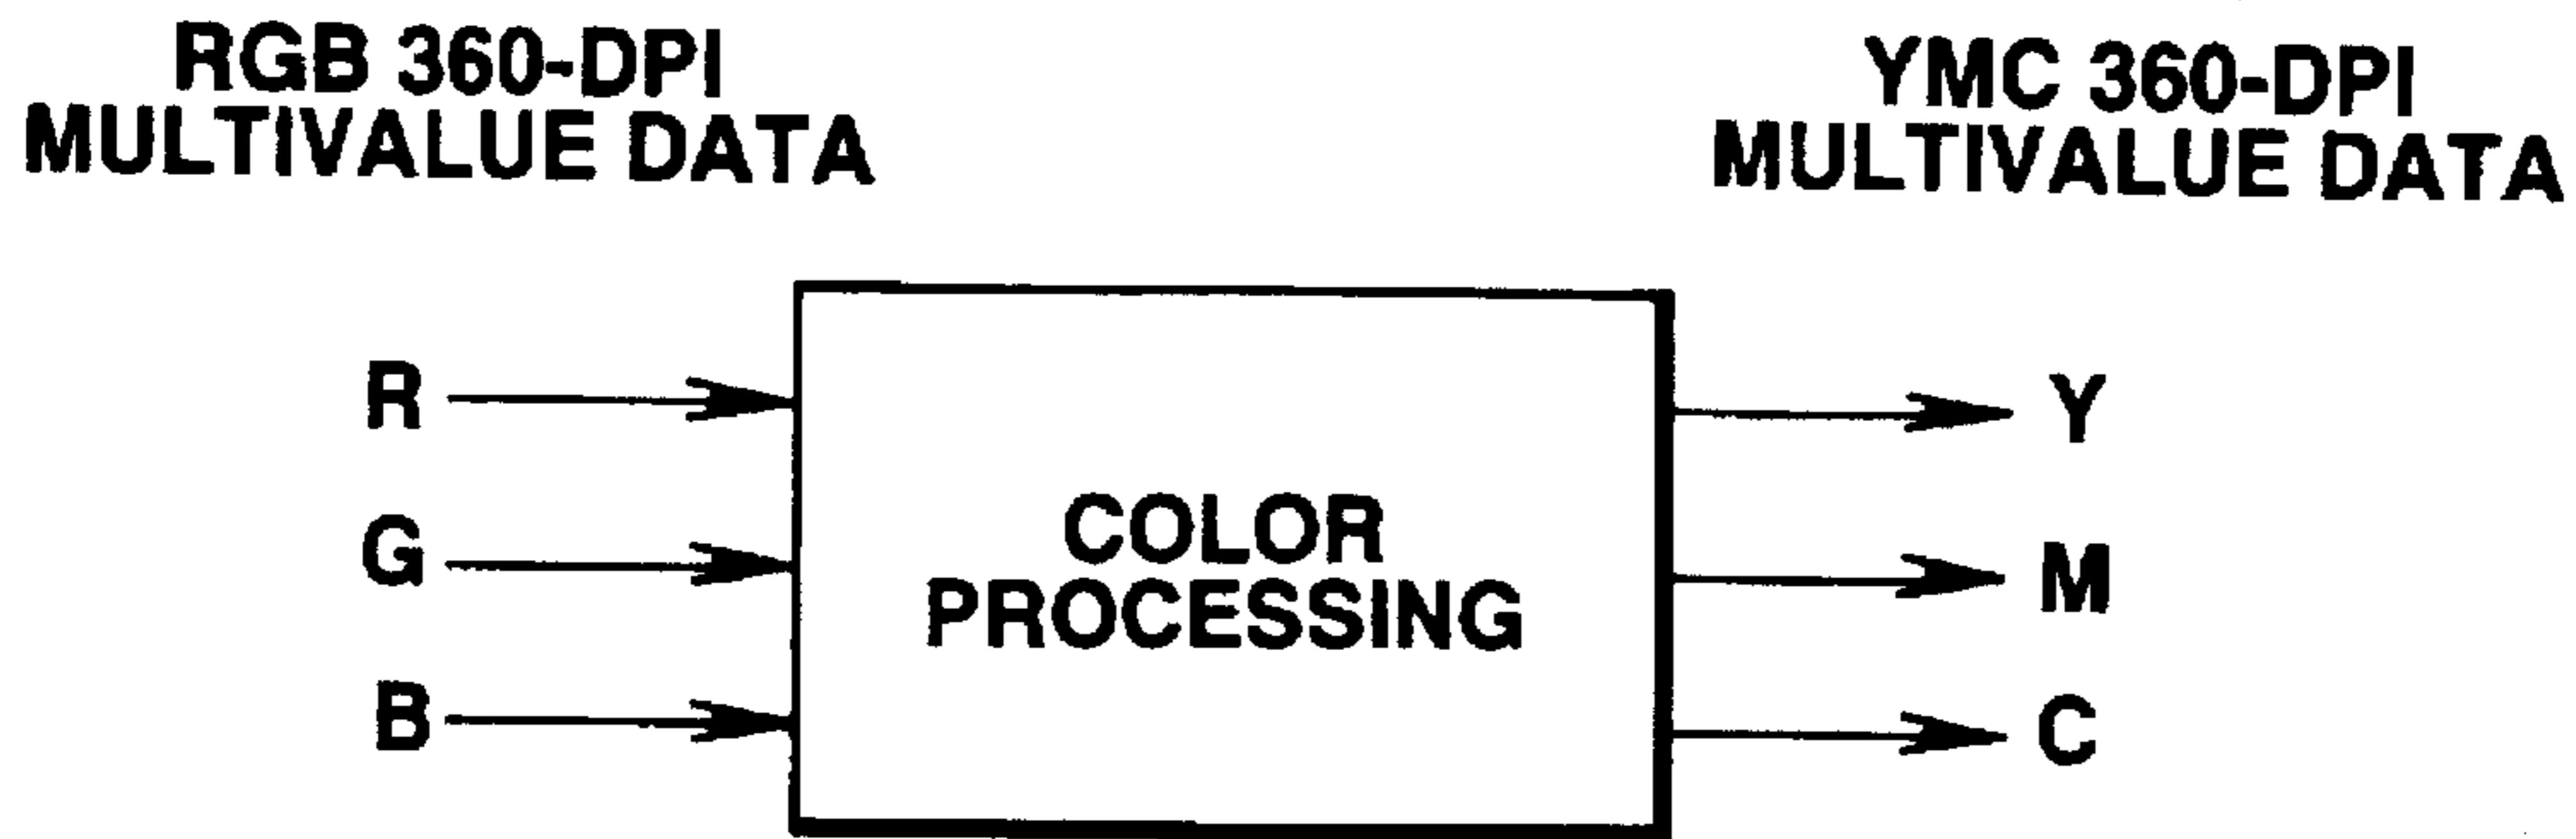 RGB 360-DPI
MULTIVALUE DATA
YMC 360-DPI
MULTIVALUE DATA
R
G
B
COLOR
PROCESSING
Y
M
C